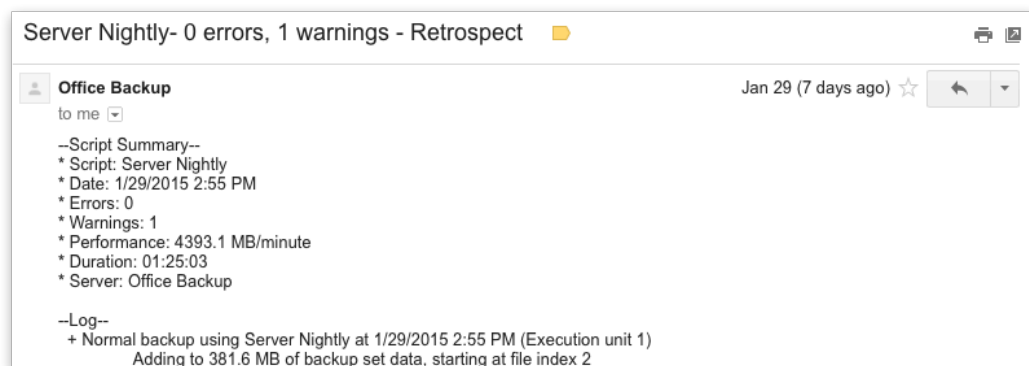 Server Nightly- 0 errors, 1 warnings - Retrospect
Office Backup
Jan 29 (7 days ago)
to me
--Script Summary--
* Script: Server Nightly
* Date: 1/29/2015 2:55 PM
* Errors: 0
* Warnings: 1
* Performance: 4393.1 MB/minute
* Duration: 01:25:03
* Server: Office Backup
--Log--
+ Normal backup using Server Nightly at 1/29/2015 2:55 PM (Execution unit 1)
Adding to 381.6 MB of backup set data, starting at file index 2